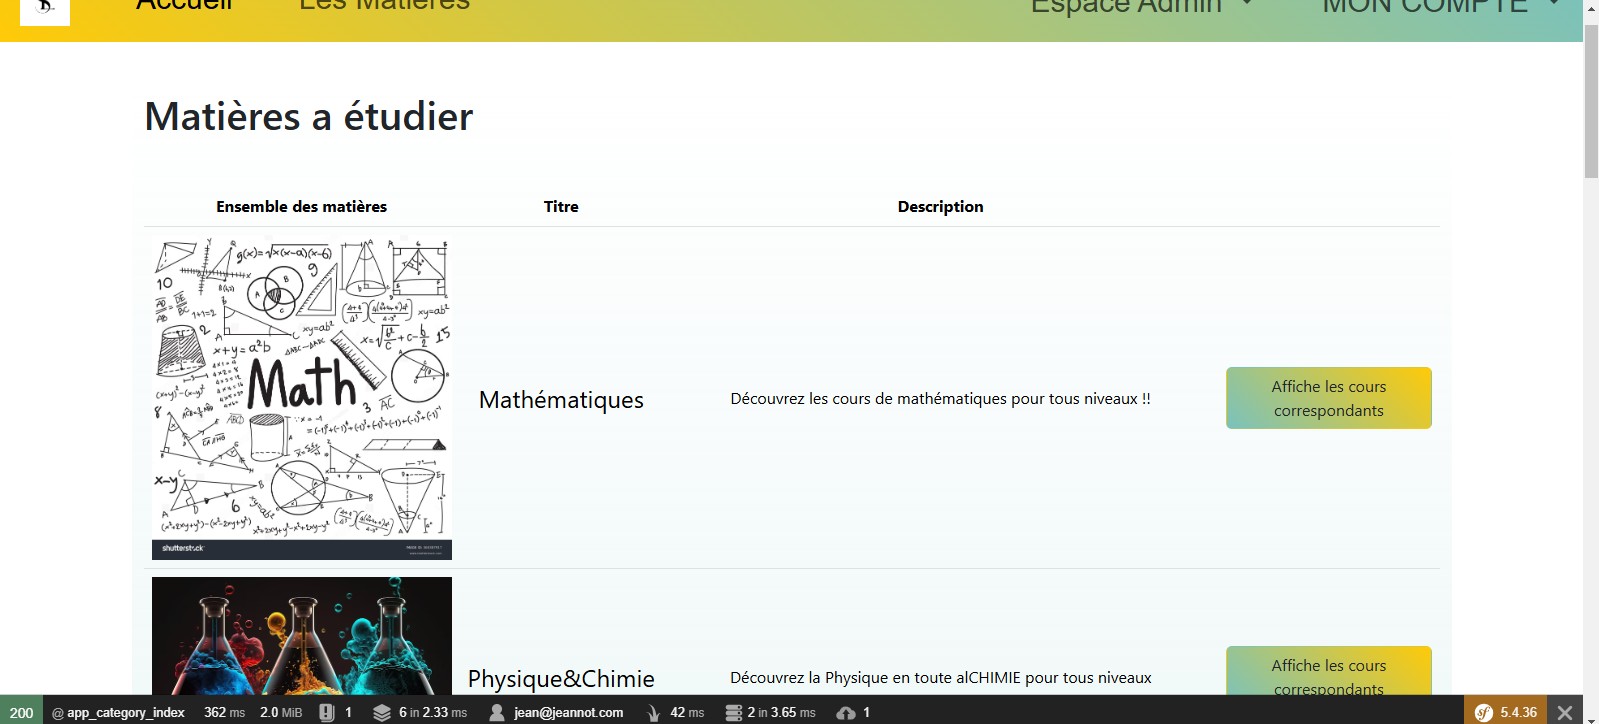 Accueil Les Matières Espace Admin MON COMPTE
Matières a étudier
Ensemble des matières Titre Description
Math
shutterstock
Mathématiques Découvrez les cours de mathématiques pour tous niveaux !!
Affiche les cours
correspondants
Physique&Chimie Découvrez la Physique en toute alCHIMIE pour tous niveaux
Affiche les cours
correspondants
200 @ app_category_index 362 ms 2.0 MiB 1 6 in 2.33 ms jean@jeannot.com 42 ms 2 in 3.65 ms 1 sf 5.4.36